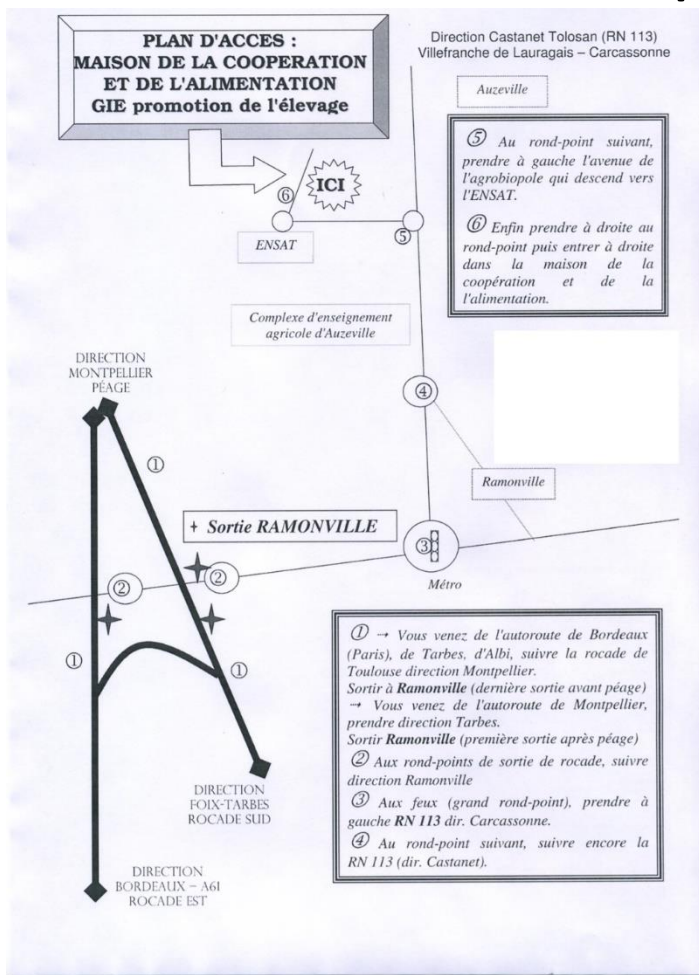 PLAN D'ACCES :
MAISON DE LA COOPERATION
ET DE L'ALIMENTATION
GIE promotion de l'élevage
Direction Castanet Tolosan (RN 113)
Villefranche de Lauragais – Carcassonne
Auzeville
⑤ Au rond-point suivant,
prendre à gauche l'avenue de
l'agrobiopole qui descend vers
l'ENSAT.
⑥ Enfin prendre à droite au
rond-point puis entrer à droite
dans la maison de la
coopération et de la
l'alimentation.
ICI
⑥
⑤
ENSAT
Complexe d'enseignement
agricole d'Auzeville
DIRECTION
MONTPELLIER
PÉAGE
④
①
Ramonville
+ Sortie RAMONVILLE
③
②
②
Métro
①
①
① → Vous venez de l'autoroute de Bordeaux
(Paris), de Tarbes, d'Albi, suivre la rocade de
Toulouse direction Montpellier.
Sortir à Ramonville (dernière sortie avant péage)
→ Vous venez de l'autoroute de Montpellier,
prendre direction Tarbes.
Sortir Ramonville (première sortie après péage)
② Aux rond-points de sortie de rocade, suivre
direction Ramonville
③ Aux feux (grand rond-point), prendre à
gauche RN 113 dir. Carcassonne.
④ Au rond-point suivant, suivre encore la
RN 113 (dir. Castanet).
DIRECTION
FOIX-TARBES
ROCADE SUD
DIRECTION
BORDEAUX – A61
ROCADE EST